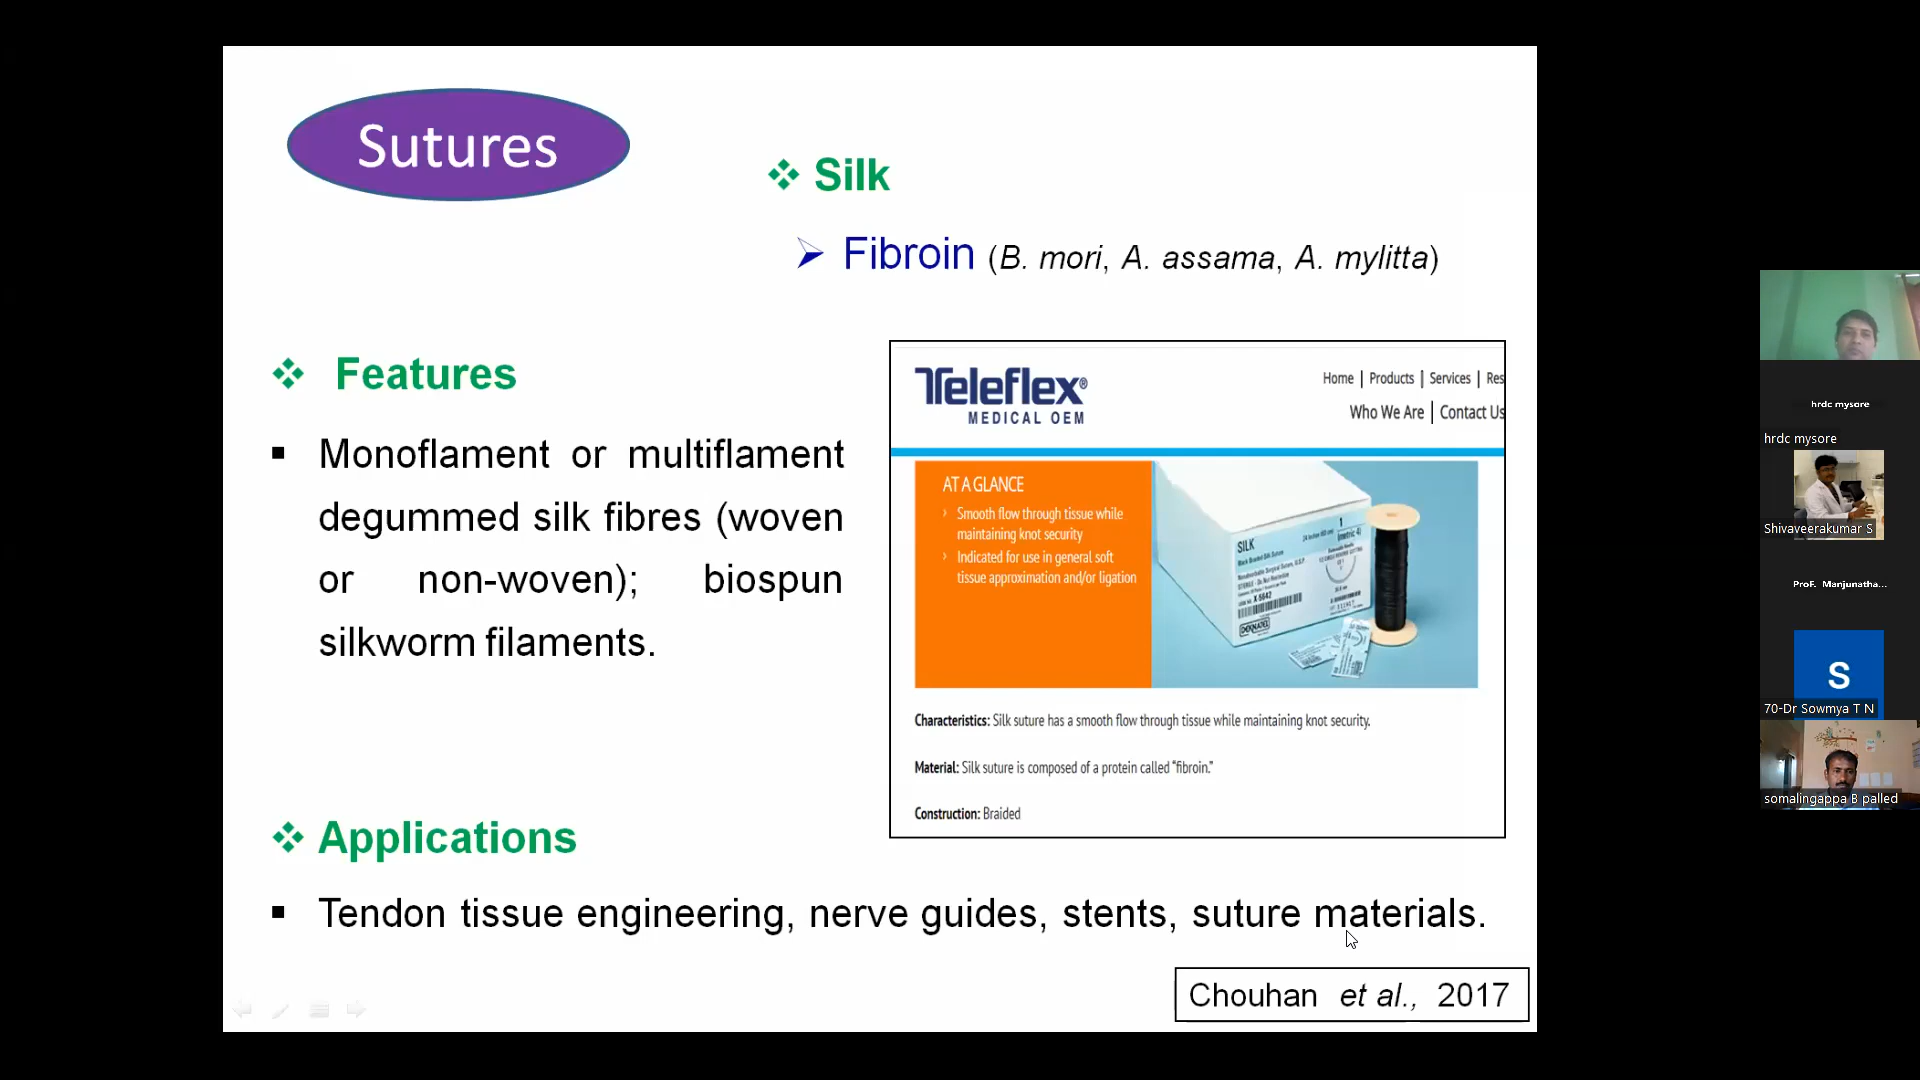 Sutures
❖ Silk
➢ Fibroin (B. mori, A. assama, A. mylitta)
❖ Features
▪ Monoflament or multiflament
degummed silk fibres (woven
or non-woven); biospun
silkworm filaments.
Teleflex®
MEDICAL OEM
Home | Products | Services | Res
Who We Are | Contact Us
AT A GLANCE
› Smooth flow through tissue while
maintaining knot security
› Indicated for use in general soft
tissue approximation and/or ligation
SILK
1
(metric 4)
DEKNATEL
Characteristics: Silk suture has a smooth flow through tissue while maintaining knot security.
Material: Silk suture is composed of a protein called "fibroin."
Construction: Braided
❖ Applications
▪ Tendon tissue engineering, nerve guides, stents, suture materials.
Chouhan et al., 2017
hrdc mysore
hrdc mysore
Shivaveerakumar S
ProF. Manjunatha...
S
70-Dr Sowmya T N
somalingappa B palled